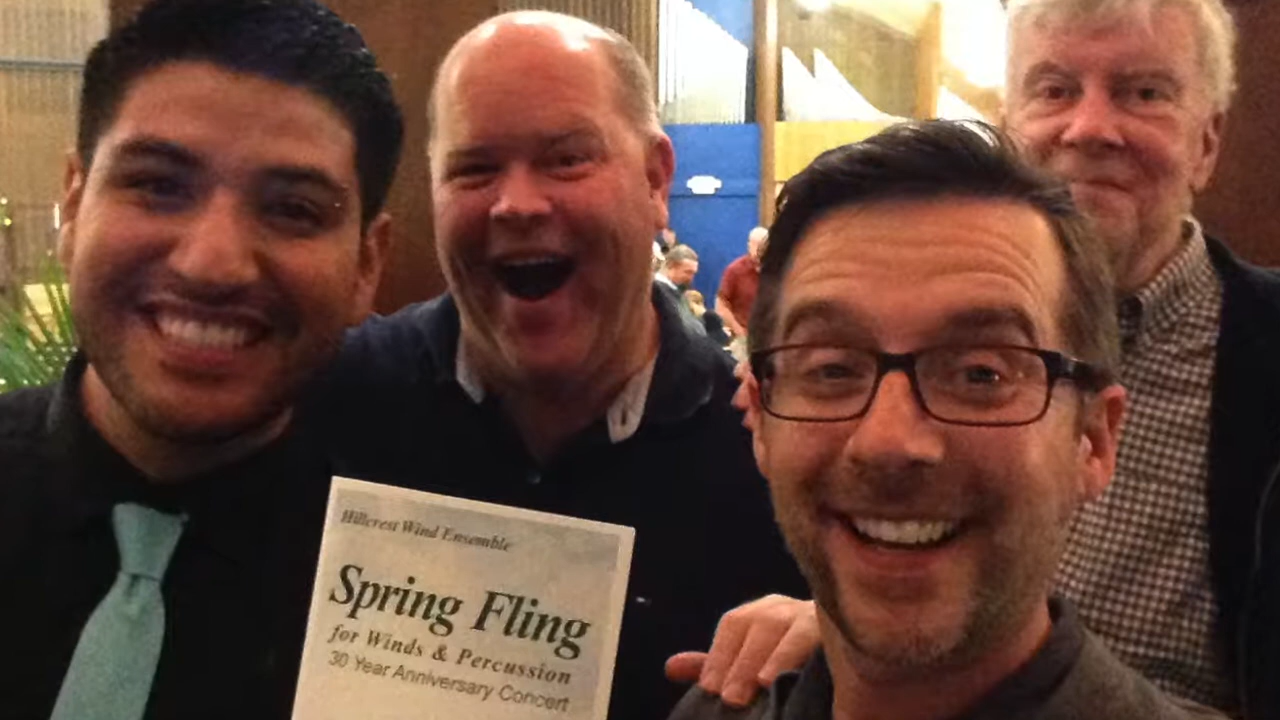 Hillcrest Wind Ensemble
Spring Fling
for Winds & Percussion
30 Year Anniversary Concert